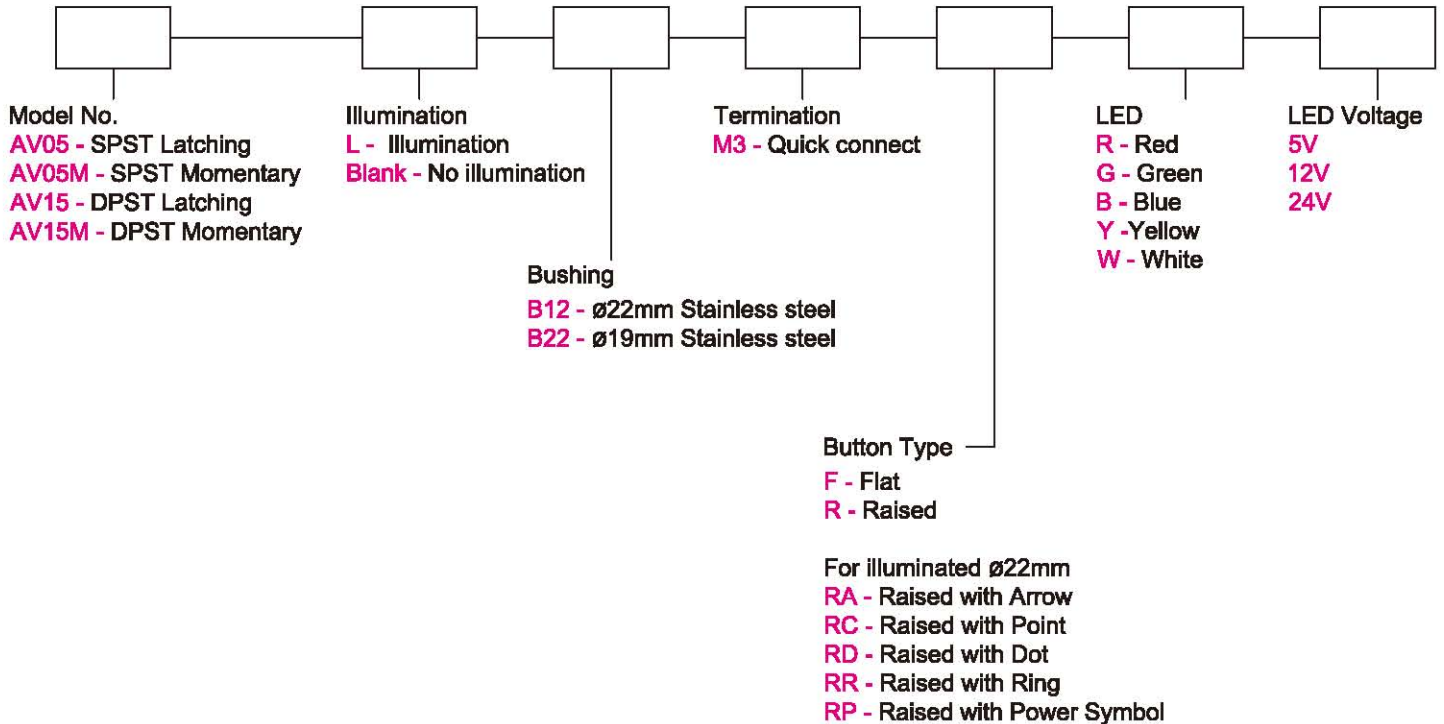 Model No.
AV05 - SPST Latching
AV05M - SPST Momentary
AV15 - DPST Latching
AV15M - DPST Momentary
Illumination
L - Illumination
Blank - No illumination
Bushing
B12 - ø22mm Stainless steel
B22 - ø19mm Stainless steel
Termination
M3 - Quick connect
Button Type
F - Flat
R - Raised
For illuminated ø22mm
RA - Raised with Arrow
RC - Raised with Point
RD - Raised with Dot
RR - Raised with Ring
RP - Raised with Power Symbol
LED
R - Red
G - Green
B - Blue
Y -Yellow
W - White
LED Voltage
5V
12V
24V